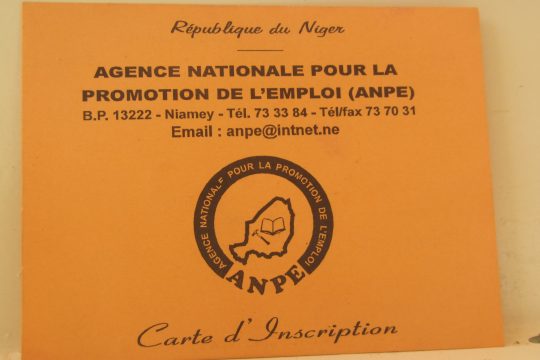 République du Niger
AGENCE NATIONALE POUR LA
PROMOTION DE L'EMPLOI (ANPE)
B.P. 13222 - Niamey - Tél. 73 33 84 - Tél/fax 73 70 31
Email : anpe@intnet.ne
AGENCE NATIONALE POUR LA PROMOTION DE L'EMPLOI
ANPE
Carte d'Inscription